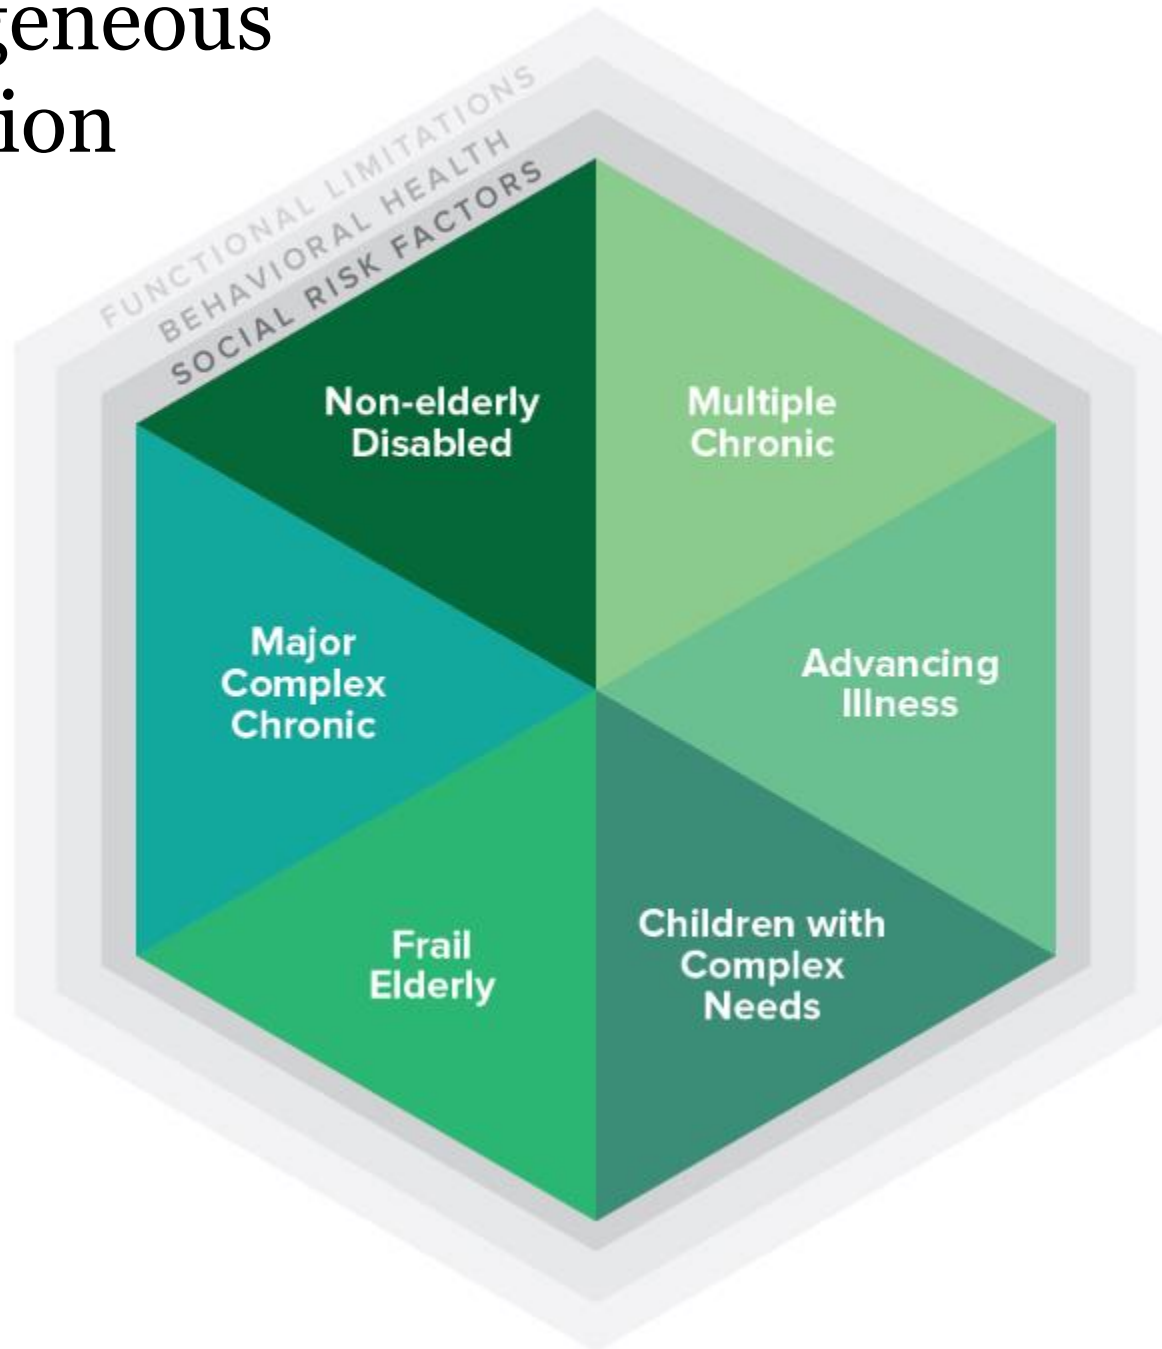 geneous
ion
FUNCTIONAL LIMITATIONS
BEHAVIORAL HEALTH
SOCIAL RISK FACTORS
Non-elderly
Disabled
Multiple
Chronic
Major
Complex
Chronic
Advancing
Illness
Frail
Elderly
Children with
Complex
Needs